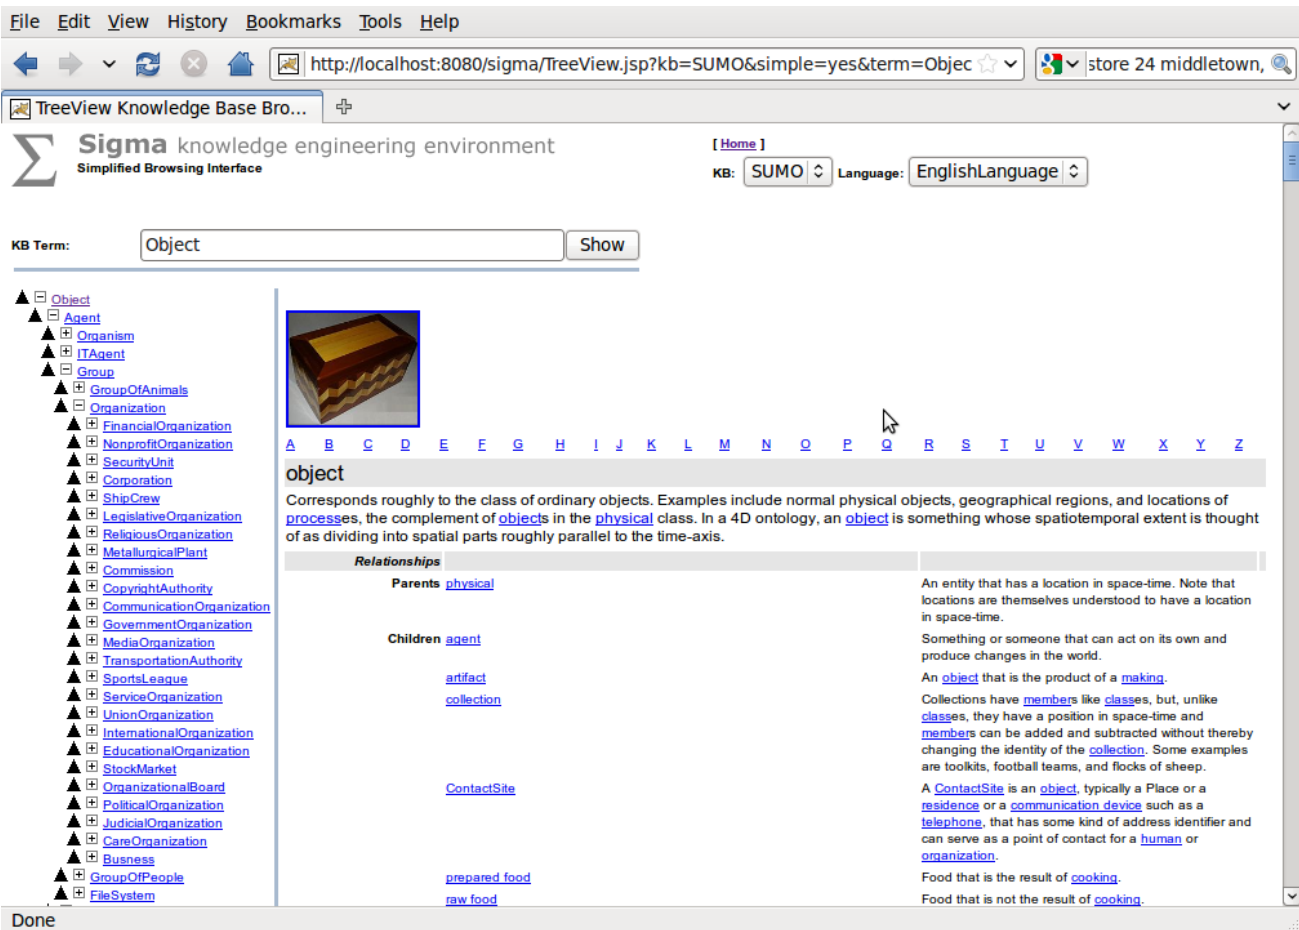 File Edit View History Bookmarks Tools Help
http://localhost:8080/sigma/TreeView.jsp?kb=SUMO&simple=yes&term=Objec
store 24 middletown,
TreeView Knowledge Base Bro...
Sigma knowledge engineering environment
Simplified Browsing Interface
[ Home ]
KB: SUMO Language: EnglishLanguage
KB Term: Object Show
Object
Agent
Organism
ITAgent
Group
GroupOfAnimals
Organization
FinancialOrganization
NonprofitOrganization
SecurityUnit
Corporation
ShipCrew
LegislativeOrganization
ReligiousOrganization
MetallurgicalPlant
Commission
CopyrightAuthority
CommunicationOrganization
GovernmentOrganization
MediaOrganization
TransportationAuthority
SportsLeague
ServiceOrganization
UnionOrganization
InternationalOrganization
EducationalOrganization
StockMarket
OrganizationalBoard
PoliticalOrganization
JudicialOrganization
CareOrganization
Busness
GroupOfPeople
FileSystem
A B C D E F G H I J K L M N O P Q R S T U V W X Y Z
object
Corresponds roughly to the class of ordinary objects. Examples include normal physical objects, geographical regions, and locations of
processes, the complement of objects in the physical class. In a 4D ontology, an object is something whose spatiotemporal extent is thought
of as dividing into spatial parts roughly parallel to the time-axis.
Relationships
Parents physical An entity that has a location in space-time. Note that
locations are themselves understood to have a location
in space-time.
Children agent Something or someone that can act on its own and
produce changes in the world.
artifact An object that is the product of a making.
collection Collections have members like classes, but, unlike
classes, they have a position in space-time and
members can be added and subtracted without thereby
changing the identity of the collection. Some examples
are toolkits, football teams, and flocks of sheep.
ContactSite A ContactSite is an object, typically a Place or a
residence or a communication device such as a
telephone, that has some kind of address identifier and
can serve as a point of contact for a human or
organization.
prepared food Food that is the result of cooking.
raw food Food that is not the result of cooking.
Done